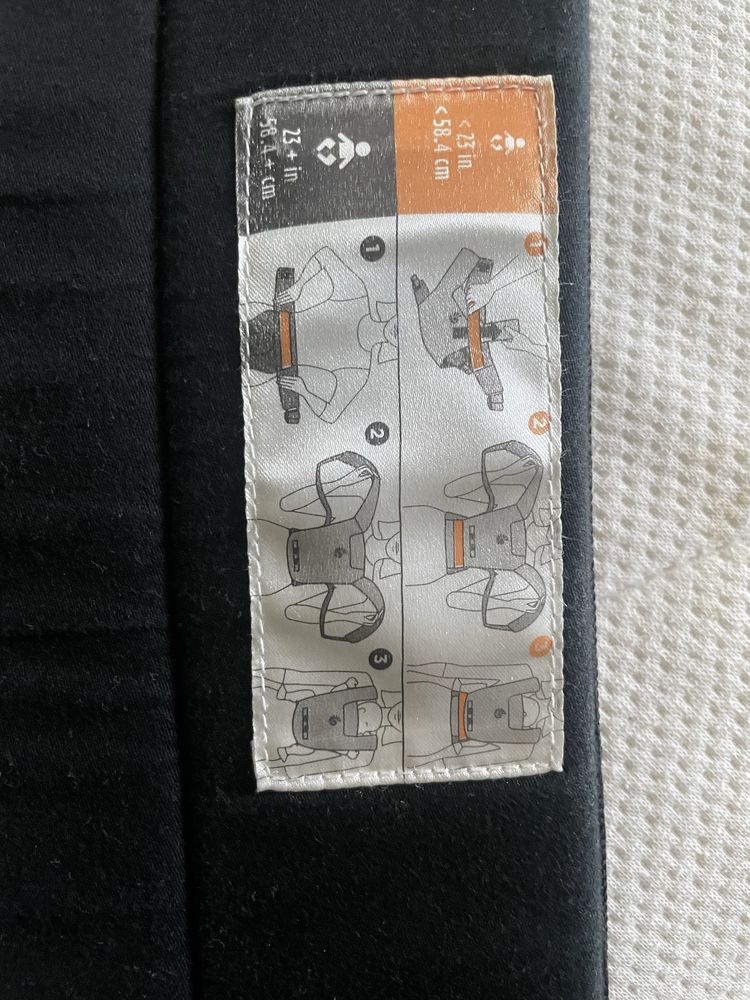 < 23 in
< 58.4 cm
1
2
3
23 + in
58.4 + cm
1
2
3